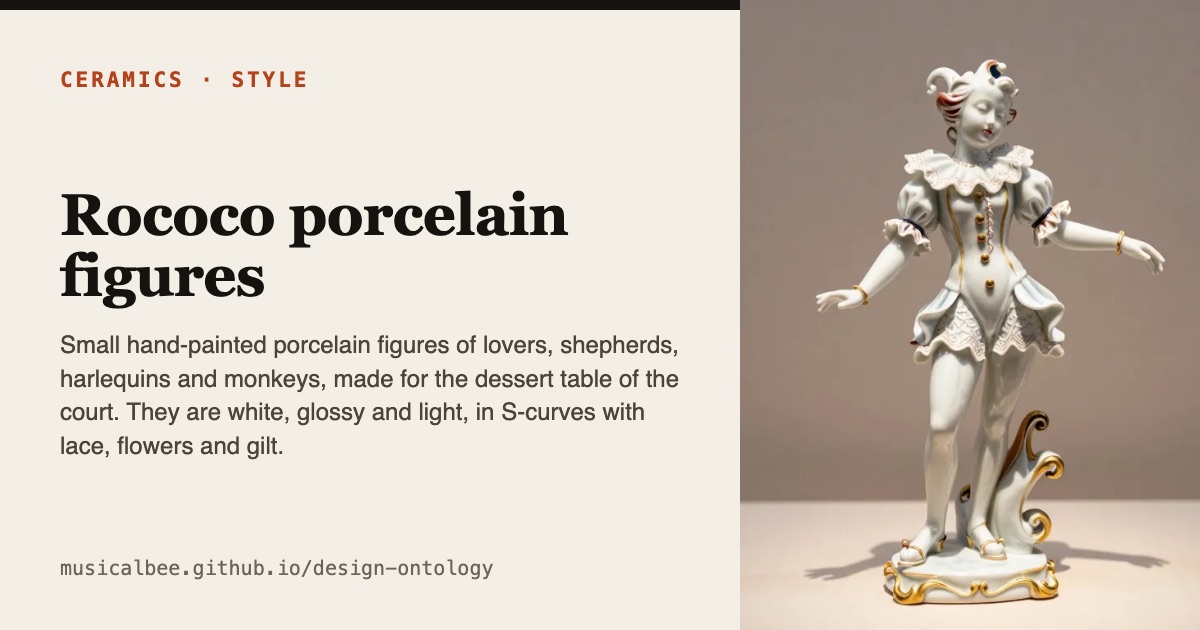 CERAMICS · STYLE
Rococo porcelain
figures
Small hand-painted porcelain figures of lovers, shepherds,
harlequins and monkeys, made for the dessert table of the
court. They are white, glossy and light, in S-curves with
lace, flowers and gilt.
musicalbee.github.io/design-ontology